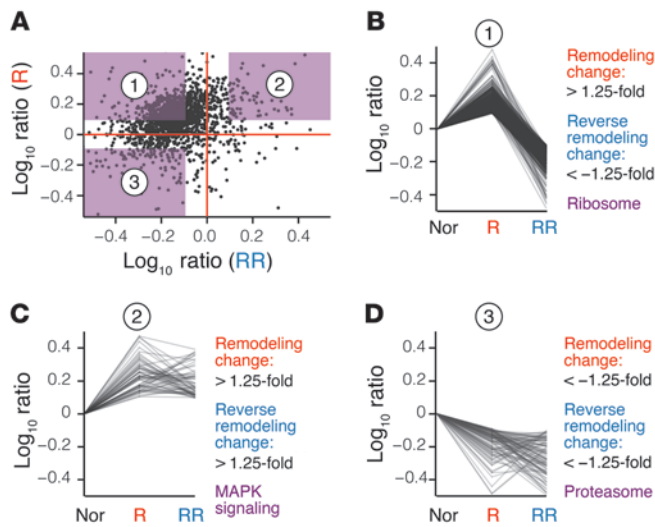 A
Log10 ratio (R)
0.4
0.2
0
−0.2
−0.4
1
2
3
−0.4
−0.2
0.0
0.2
0.4
Log10 ratio (RR)
B
1
Log10 ratio
0.4
0.2
0
−0.2
−0.4
Nor
R
RR
Remodeling
change:
> 1.25-fold
Reverse
remodeling
change:
< −1.25-fold
Ribosome
C
2
Log10 ratio
0.4
0.2
0
−0.2
−0.4
Nor
R
RR
Remodeling
change:
> 1.25-fold
Reverse
remodeling
change:
> 1.25-fold
MAPK
signaling
D
3
Log10 ratio
0.4
0.2
0
−0.2
−0.4
Nor
R
RR
Remodeling
change:
< −1.25-fold
Reverse
remodeling
change:
< −1.25-fold
Proteasome